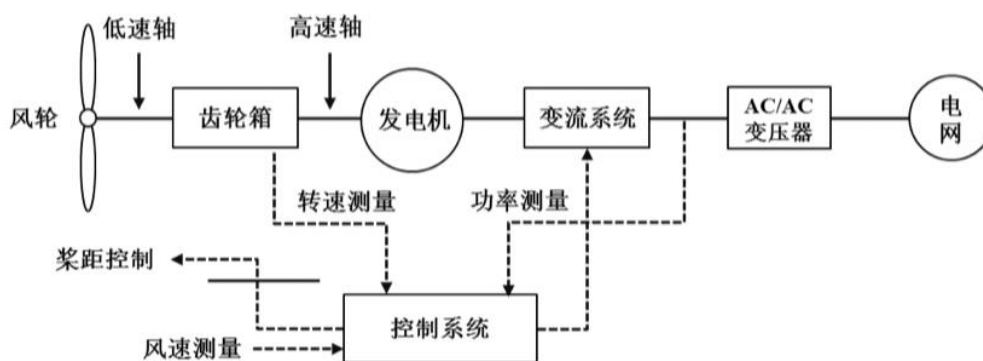 低速轴
高速轴
风轮
齿轮箱
发电机
变流系统
AC/AC
变压器
电
网
转速测量
功率测量
桨距控制
控制系统
风速测量